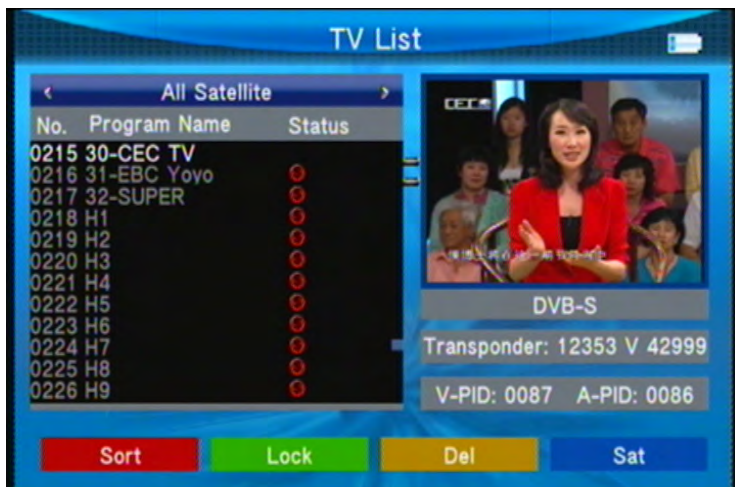 TV List
All Satellite
No. Program Name Status
0215 30-CEC TV
0216 31-EBC Yoyo
0217 32-SUPER
0218 H1
0219 H2
0220 H3
0221 H4
0222 H5
0223 H6
0224 H7
0225 H8
0226 H9
CEC
DVB-S
Transponder: 12353 V 42999
V-PID: 0087 A-PID: 0086
Sort Lock Del Sat